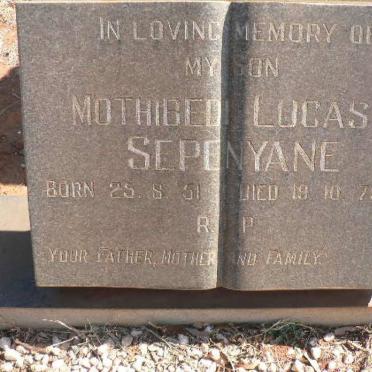 IN LOVING MEMORY OF
MY SON
MOTHIBEDI LUCAS
SEPENYANE
BORN 25. 8. 51 DIED 19. 10. 7
R. I. P.
YOUR FATHER, MOTHER AND FAMILY.